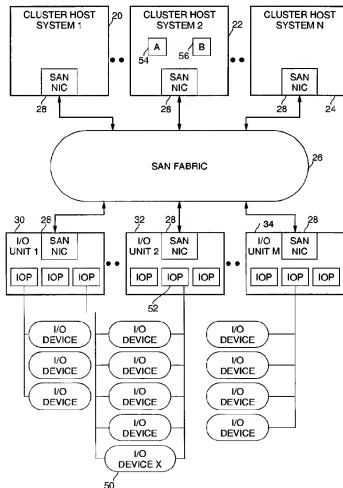 CLUSTER HOST
SYSTEM 1
20
CLUSTER HOST
SYSTEM 2
22
CLUSTER HOST
SYSTEM N
A
B
54
56
SAN
NIC
SAN
NIC
SAN
NIC
28
28
28
24
26
SAN FABRIC
30
28
32
28
34
28
I/O
UNIT 1
SAN
NIC
I/O
UNIT 2
SAN
NIC
I/O
UNIT M
SAN
NIC
IOP
IOP
IOP
IOP
IOP
IOP
IOP
IOP
IOP
52
I/O
DEVICE
I/O
DEVICE
I/O
DEVICE
I/O
DEVICE
I/O
DEVICE
I/O
DEVICE
I/O
DEVICE
I/O
DEVICE
I/O
DEVICE
I/O
DEVICE
I/O
DEVICE
I/O
DEVICE X
50